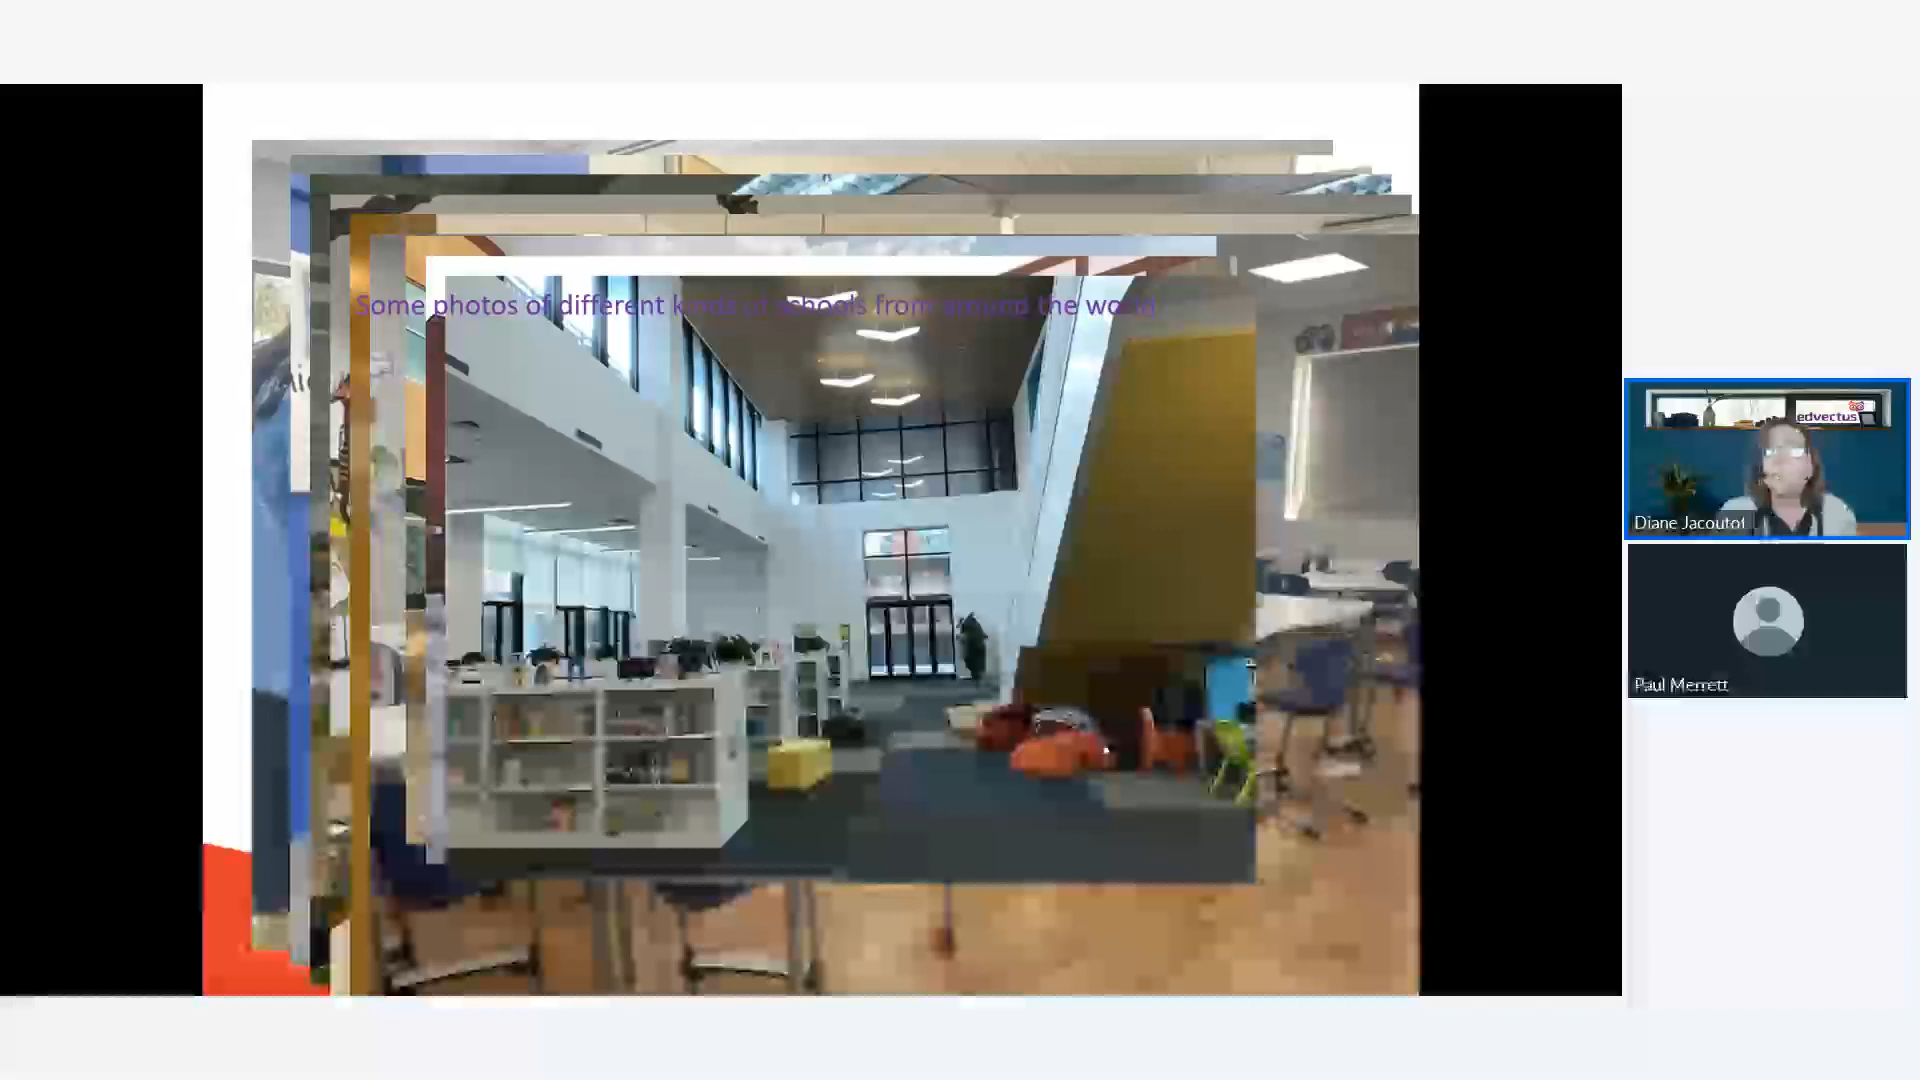 Some photos of different kinds of schools from around the world
edvectus
Diane Jacoutot
Paul Merrett